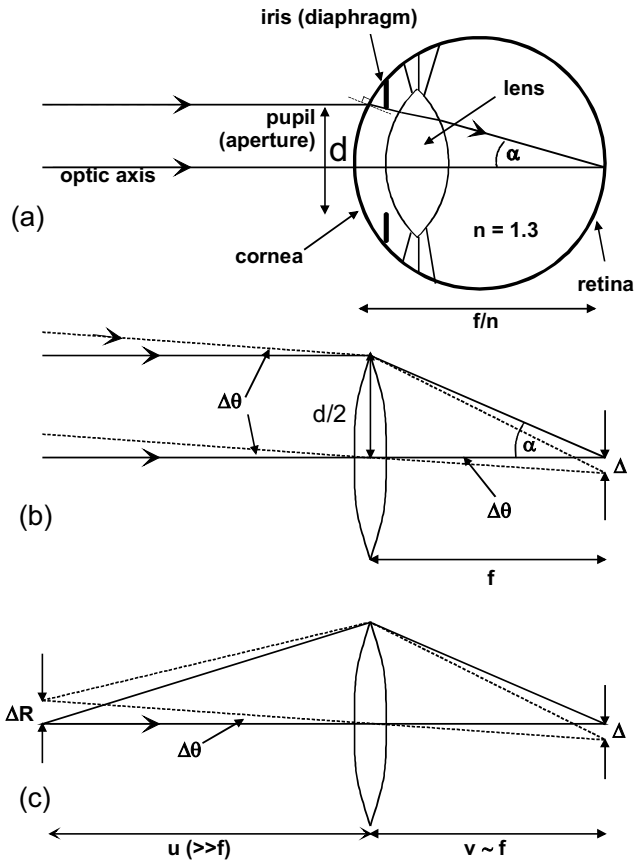 iris (diaphragm)
lens
pupil
(aperture)
d
α
optic axis
(a)
n = 1.3
cornea
retina
f/n
Δθ
d/2
α
Δ
Δθ
(b)
f
ΔR
Δθ
Δ
(c)
u (>>f)
v ~ f